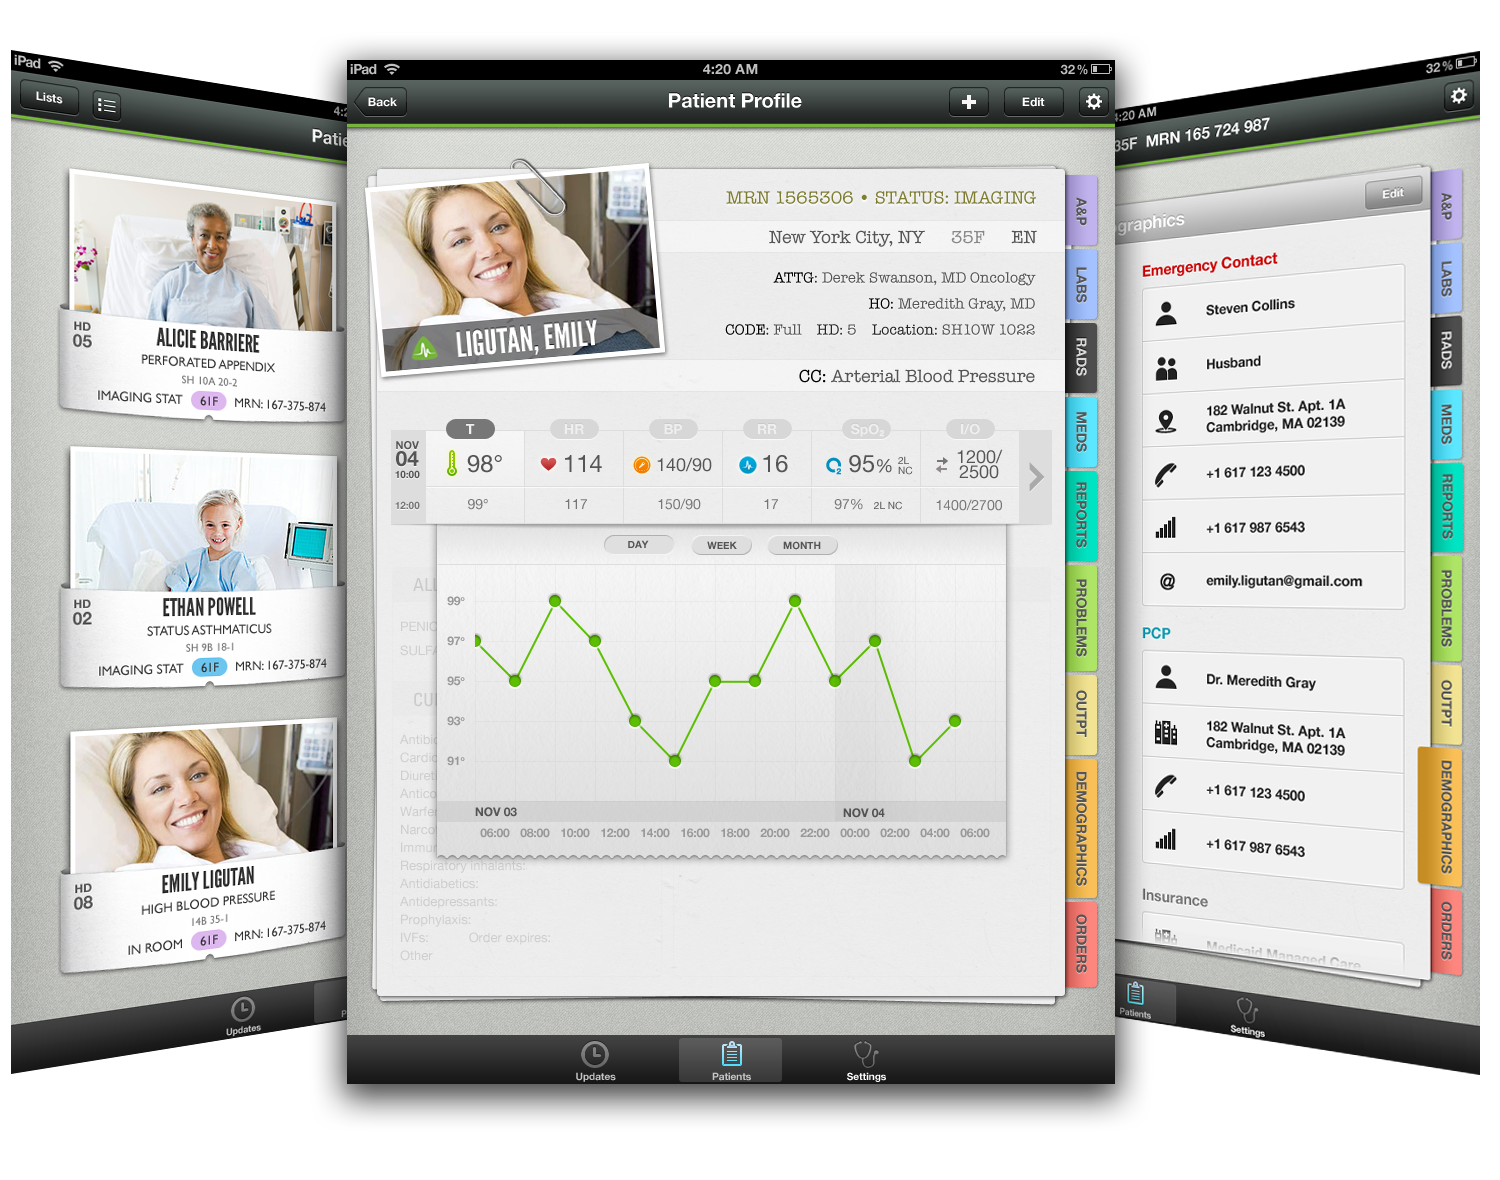 iPad
Lists
4:2
Patie
HD
05
ALICIE BARRIERE
PERFORATED APPENDIX
SH 10A 20-2
IMAGING STAT 61F MRN: 167-375-874
HD
02
ETHAN POWELL
STATUS ASTHMATICUS
SH 9B 18-1
IMAGING STAT 61F MRN: 167-375-874
HD
08
EMILY LIGUTAN
HIGH BLOOD PRESSURE
14B 35-1
IN ROOM 61F MRN: 167-375-874
Updates
P
iPad 4:20 AM 32%
Back Patient Profile Edit
MRN 1565306 • STATUS: IMAGING
New York City, NY 35F EN
ATTG: Derek Swanson, MD Oncology
HO: Meredith Gray, MD
CODE: Full HD: 5 Location: SH10W 1022
CC: Arterial Blood Pressure
LIGUTAN, EMILY
T HR BP RR SpO₂ I/O
NOV
04
10:00
98° 114 140/90 16 O2 95% 2L NC 1200/2500
12:00 99° 117 150/90 17 97% 2L NC 1400/2700
DAY WEEK MONTH
ALL
PENIC
SULFA
CU
99°
97°
95°
93°
91°
NOV 03 NOV 04
06:00 08:00 10:00 12:00 14:00 16:00 18:00 20:00 22:00 00:00 02:00 04:00 06:00
Antibio
Cardio
Diuret
Antico
Warfe
Narco
Immu
Respiratory inhalants:
Antidiabetics:
Antidepressants:
Prophylaxis:
IVFs: Order expires:
Other
A&P
LABS
RADS
MEDS
REPORTS
PROBLEMS
OUTPT
DEMOGRAPHICS
ORDERS
Updates Patients Settings
32%
:20 AM
35F MRN 165 724 987
graphics Edit
Emergency Contact
Steven Collins
Husband
182 Walnut St. Apt. 1A
Cambridge, MA 02139
+1 617 123 4500
+1 617 987 6543
@ emily.ligutan@gmail.com
PCP
Dr. Meredith Gray
182 Walnut St. Apt. 1A
Cambridge, MA 02139
+1 617 123 4500
+1 617 987 6543
Insurance
Medicaid Managed Care
A&P
LABS
RADS
MEDS
REPORTS
PROBLEMS
OUTPT
DEMOGRAPHICS
ORDERS
Patients Settings